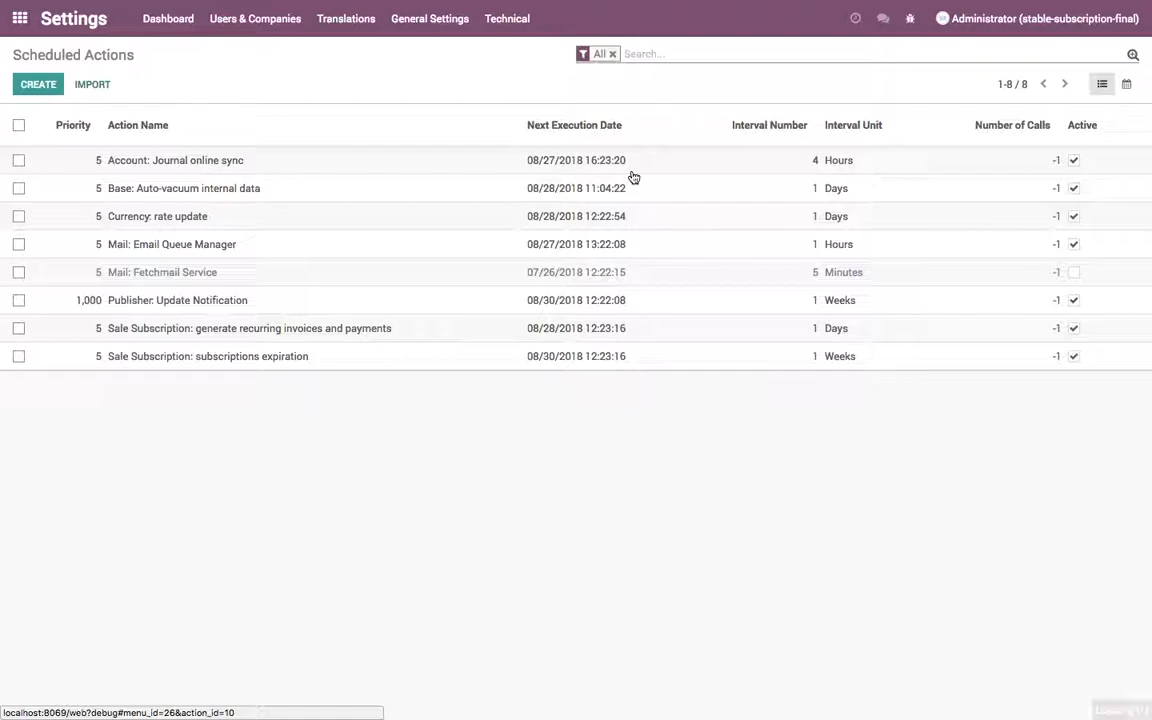 Settings Dashboard Users & Companies Translations General Settings Technical Administrator (stable-subscription-final)
Scheduled Actions All Search...
CREATE IMPORT 1-8 / 8
Priority Action Name Next Execution Date Interval Number Interval Unit Number of Calls Active
5 Account: Journal online sync 08/27/2018 16:23:20 4 Hours -1
5 Base: Auto-vacuum internal data 08/28/2018 11:04:22 1 Days -1
5 Currency: rate update 08/28/2018 12:22:54 1 Days -1
5 Mail: Email Queue Manager 08/27/2018 13:22:08 1 Hours -1
5 Mail: Fetchmail Service 07/26/2018 12:22:15 5 Minutes -1
1,000 Publisher: Update Notification 08/30/2018 12:22:08 1 Weeks -1
5 Sale Subscription: generate recurring invoices and payments 08/28/2018 12:23:16 1 Days -1
5 Sale Subscription: subscriptions expiration 08/30/2018 12:23:16 1 Weeks -1
localhost:8069/web?debug#menu_id=26&action_id=10